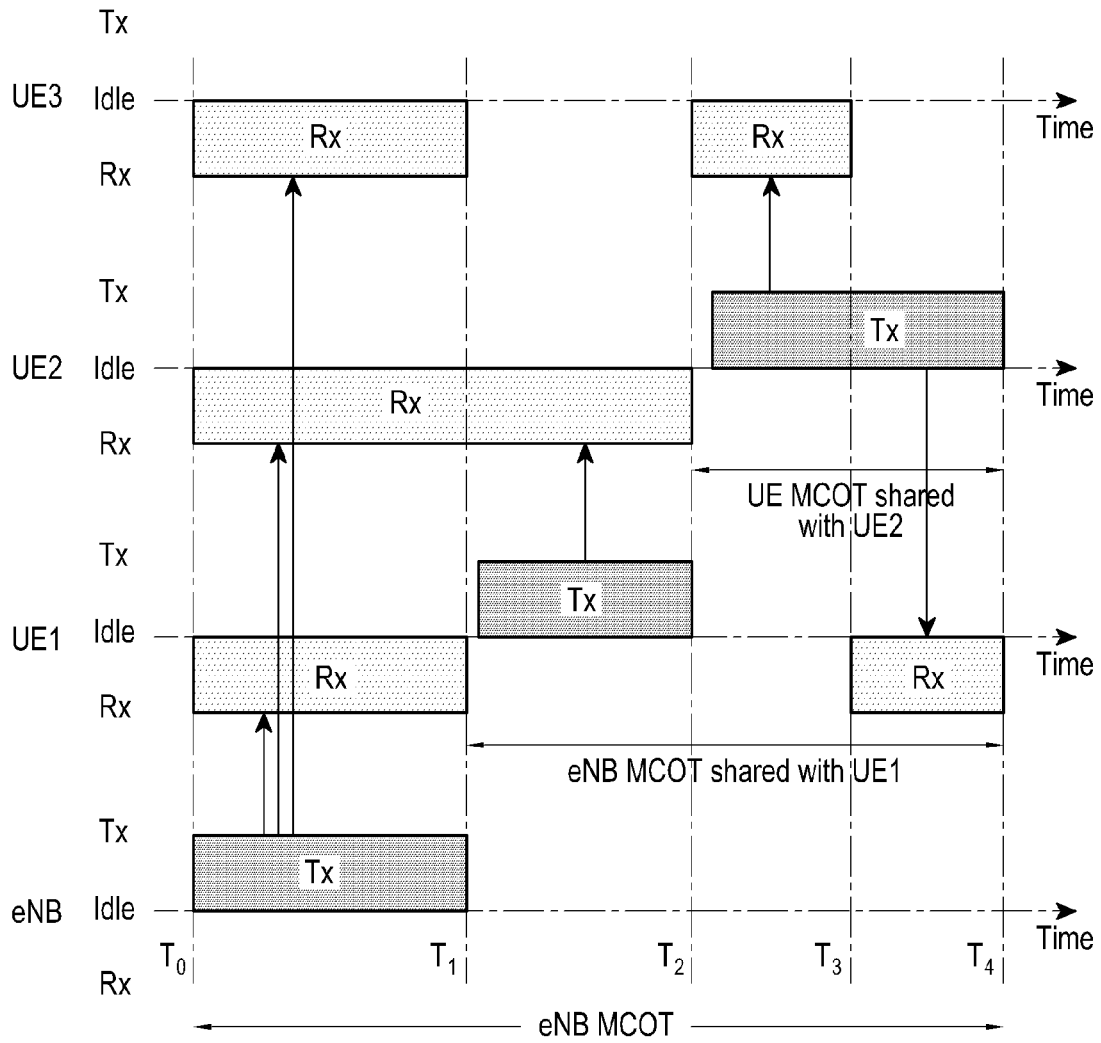 Tx
UE3 Idle
Rx
Rx
Rx
Time
Tx
Tx
UE2 Idle
Rx
Rx
Time
UE MCOT shared
with UE2
Tx
Tx
UE1 Idle
Rx
Rx
Rx
Time
eNB MCOT shared with UE1
Tx
Tx
eNB Idle
Time
Rx
T0 T1 T2 T3 T4
eNB MCOT